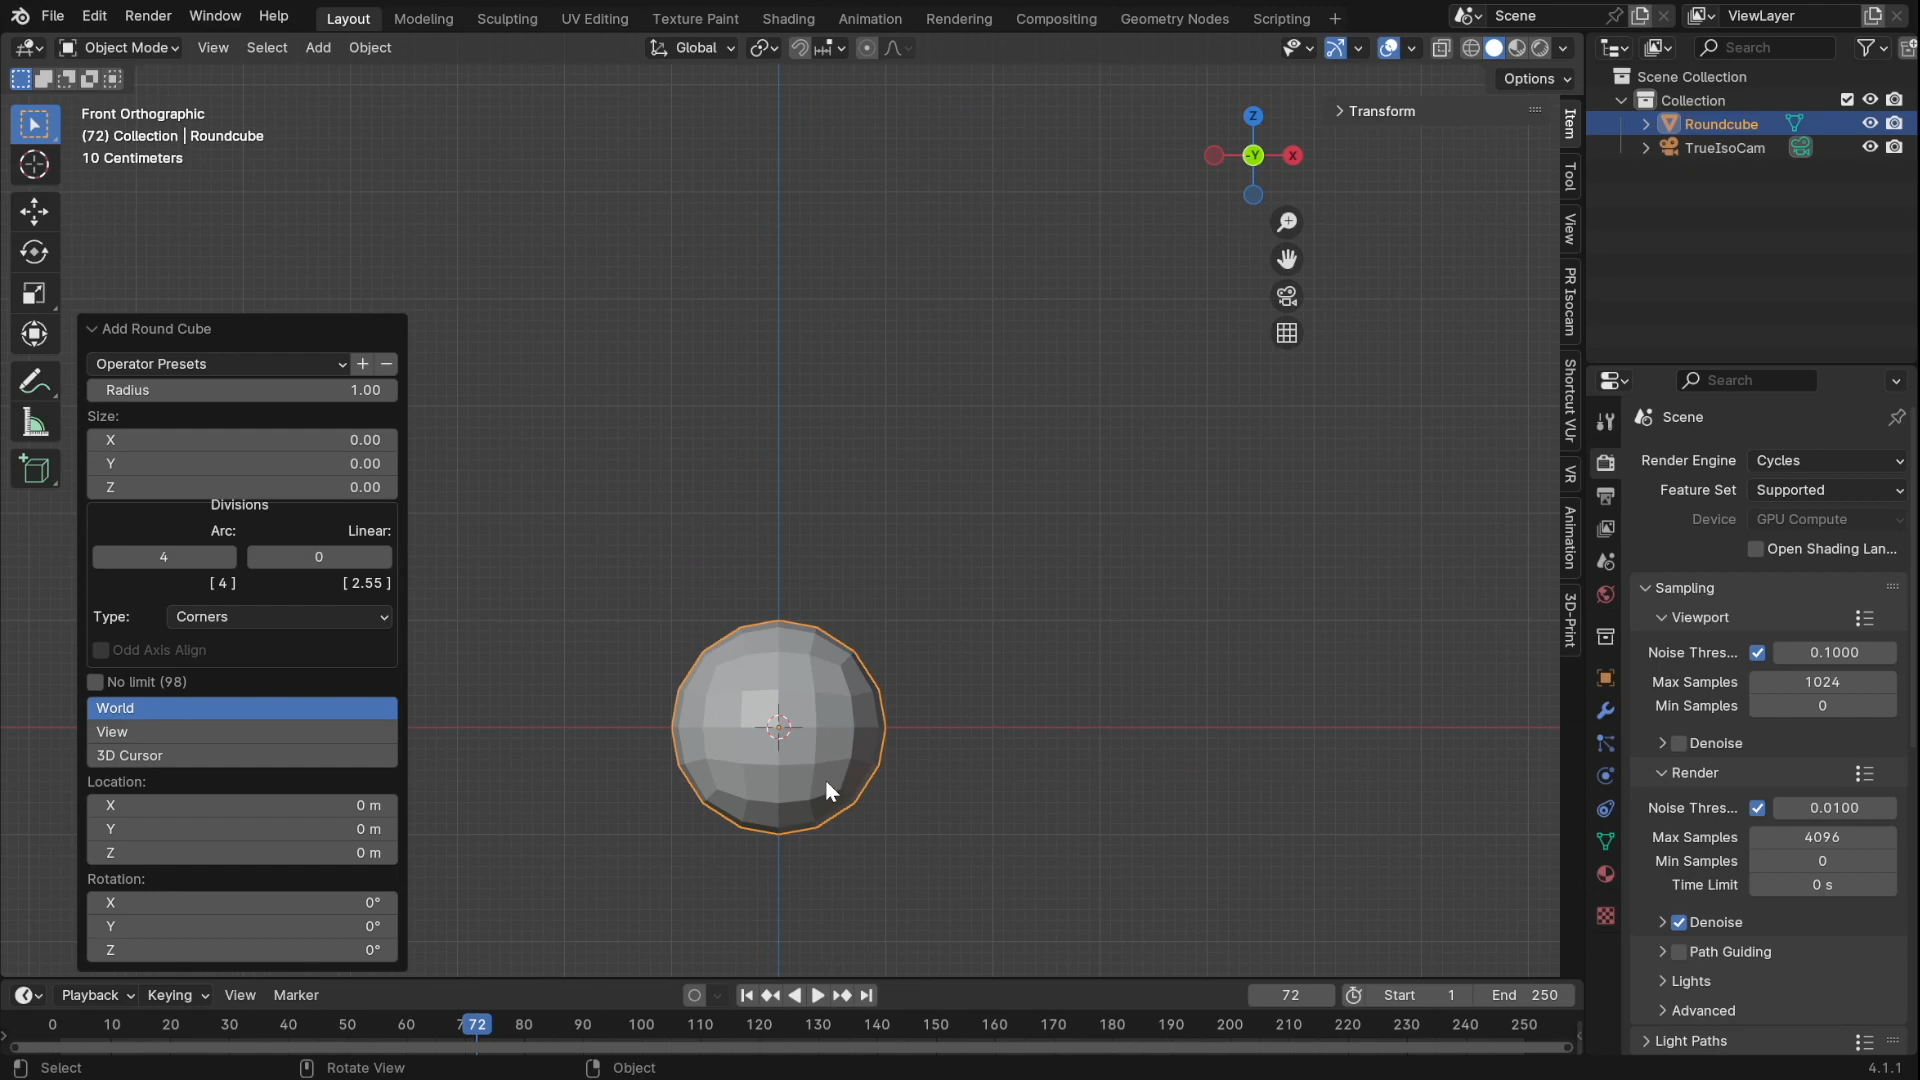 File Edit Render Window Help Layout Modeling Sculpting UV Editing Texture Paint Shading Animation Rendering Compositing Geometry Nodes Scripting + Scene ViewLayer
Object Mode View Select Add Object Global Search
Options
Front Orthographic
(72) Collection | Roundcube
10 Centimeters
Transform
Z
-Y
X
Item
Tool
View
PR Isocam
Shortcut VUr
VR
Animation
3D-Print
Scene Collection
Collection
Roundcube
TrueIsoCam
Add Round Cube
Operator Presets + −
Radius 1.00
Size:
X 0.00
Y 0.00
Z 0.00
Divisions
Arc: Linear:
4 0
[ 4 ] [ 2.55 ]
Type: Corners
Odd Axis Align
No limit (98)
World
View
3D Cursor
Location:
X 0 m
Y 0 m
Z 0 m
Rotation:
X 0°
Y 0°
Z 0°
Search
Scene
Render Engine Cycles
Feature Set Supported
Device GPU Compute
Open Shading Lan...
Sampling
Viewport
Noise Thres... 0.1000
Max Samples 1024
Min Samples 0
Denoise
Render
Noise Thres... 0.0100
Max Samples 4096
Min Samples 0
Time Limit 0 s
Denoise
Path Guiding
Lights
Advanced
Light Paths
Playback Keying View Marker 72 Start 1 End 250
0 10 20 30 40 50 60 72 80 90 100 110 120 130 140 150 160 170 180 190 200 210 220 230 240 250
Select Rotate View Object 4.1.1